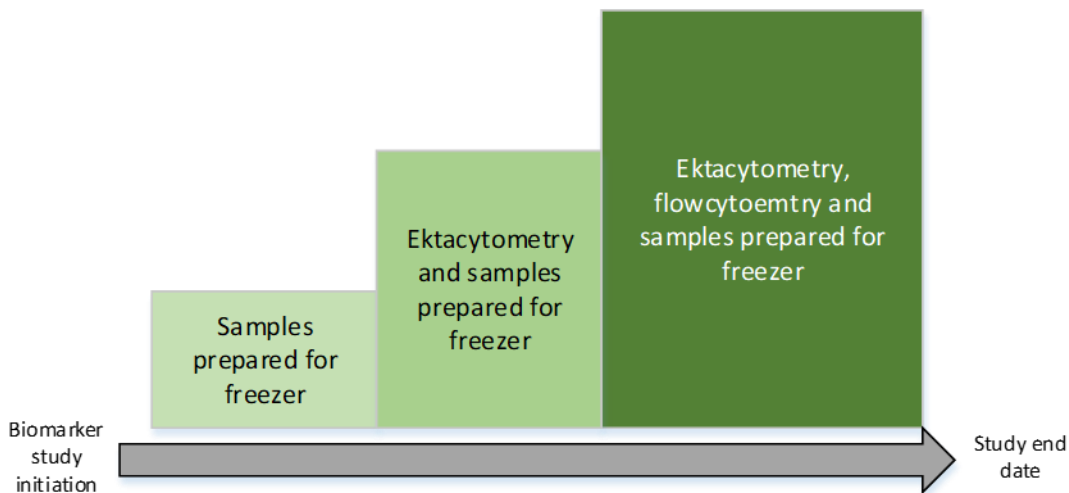 Ektacytometry,
flowcytoemtry and
samples prepared for
freezer
Ektacytometry
and samples
prepared for
freezer
Samples
prepared for
freezer
Biomarker
study
initiation
Study end
date